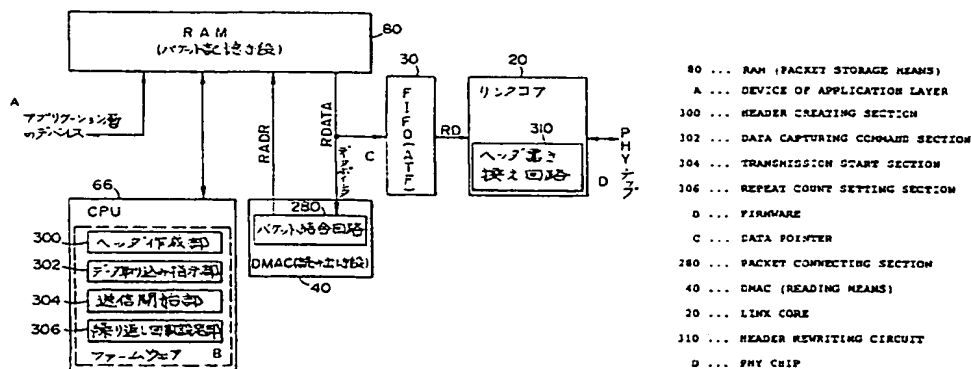 RAM
(パケット記憶手段)
80
A
アプリケーション層
のデバイス
RADR
RDATA
データポインタ
C
30
FIFO(ATF)
RD
20
リンクコア
310
ヘッダ書き
換え回路
PHYチップ
D
66
CPU
300
ヘッダ作成部
302
データ取り込み指示部
304
送信開始部
306
繰り返し回数設定部
ファームウェア B
280
パケット結合回路
DMAC(読み出し手段)
40
80 ... RAM (PACKET STORAGE MEANS)
A ... DEVICE OF APPLICATION LAYER
300 ... HEADER CREATING SECTION
302 ... DATA CAPTURING COMMAND SECTION
304 ... TRANSMISSION START SECTION
306 ... REPEAT COUNT SETTING SECTION
D ... FIRMWARE
C ... DATA POINTER
280 ... PACKET CONNECTING SECTION
40 ... DMAC (READING MEANS)
20 ... LINK CORE
310 ... HEADER REWRITING CIRCUIT
D ... PHY CHIP